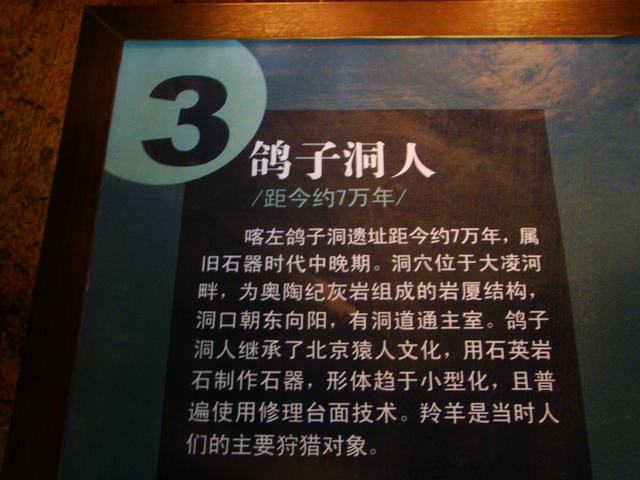 3
鸽子洞人
/距今约7万年/
喀左鸽子洞遗址距今约7万年，属
旧石器时代中晚期。洞穴位于大凌河
畔，为奥陶纪灰岩组成的岩厦结构，
洞口朝东向阳，有洞道通主室。鸽子
洞人继承了北京猿人文化，用石英岩
石制作石器，形体趋于小型化，且普
遍使用修理台面技术。羚羊是当时人
们的主要狩猎对象。